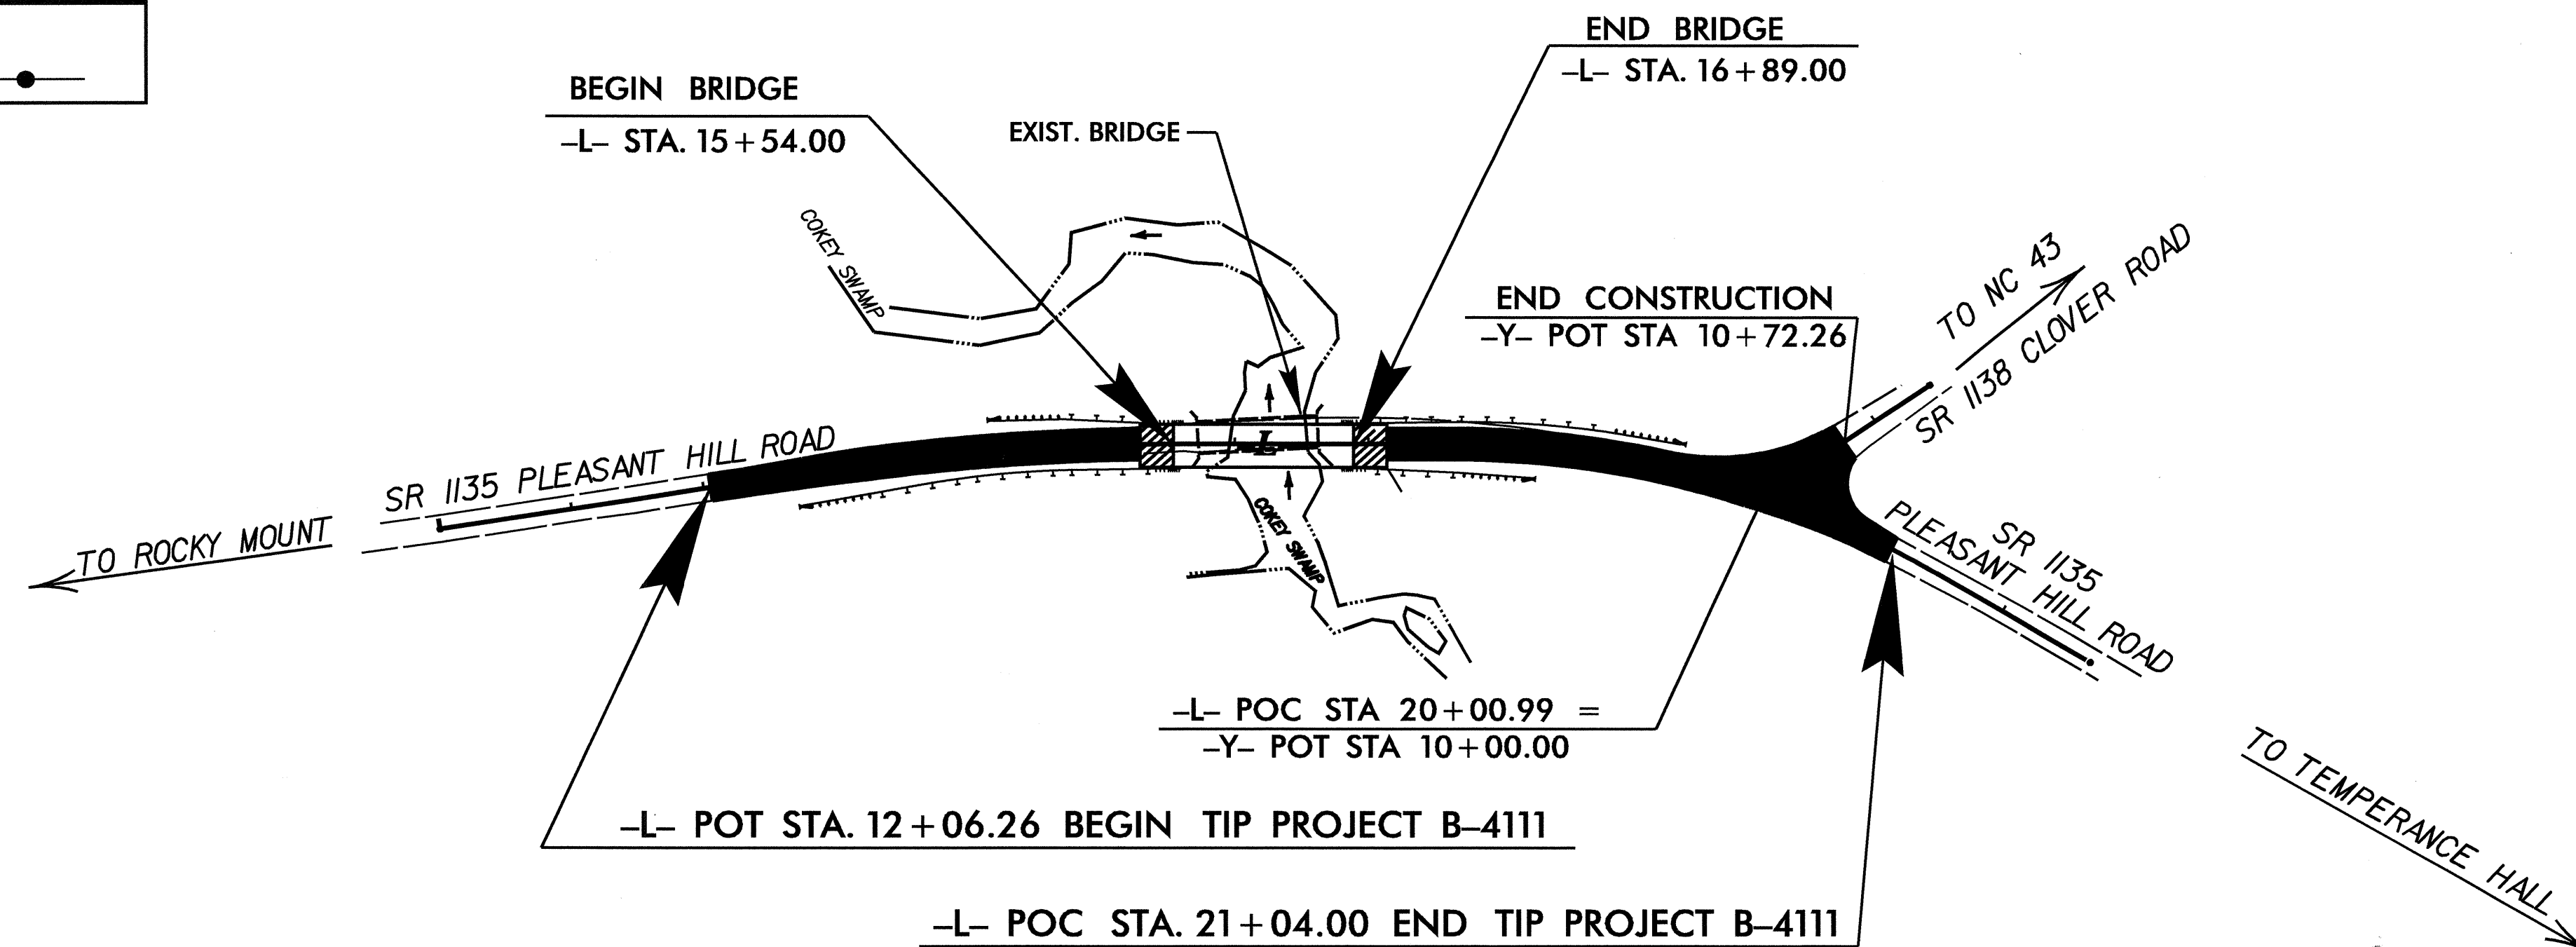 END BRIDGE
–L– STA. 16+89.00
BEGIN BRIDGE
–L– STA. 15+54.00
EXIST. BRIDGE
COKEY SWAMP
TO NC 43
SR 1138 CLOVER ROAD
END CONSTRUCTION
–Y– POT STA 10+72.26
SR 1135 PLEASANT HILL ROAD
TO ROCKY MOUNT
L
COKEY SWAMP
SR 1135
PLEASANT HILL ROAD
–L– POC STA 20+00.99 =
–Y– POT STA 10+00.00
TO TEMPERANCE HALL
–L– POT STA. 12+06.26 BEGIN TIP PROJECT B–4111
–L– POC STA. 21+04.00 END TIP PROJECT B–4111